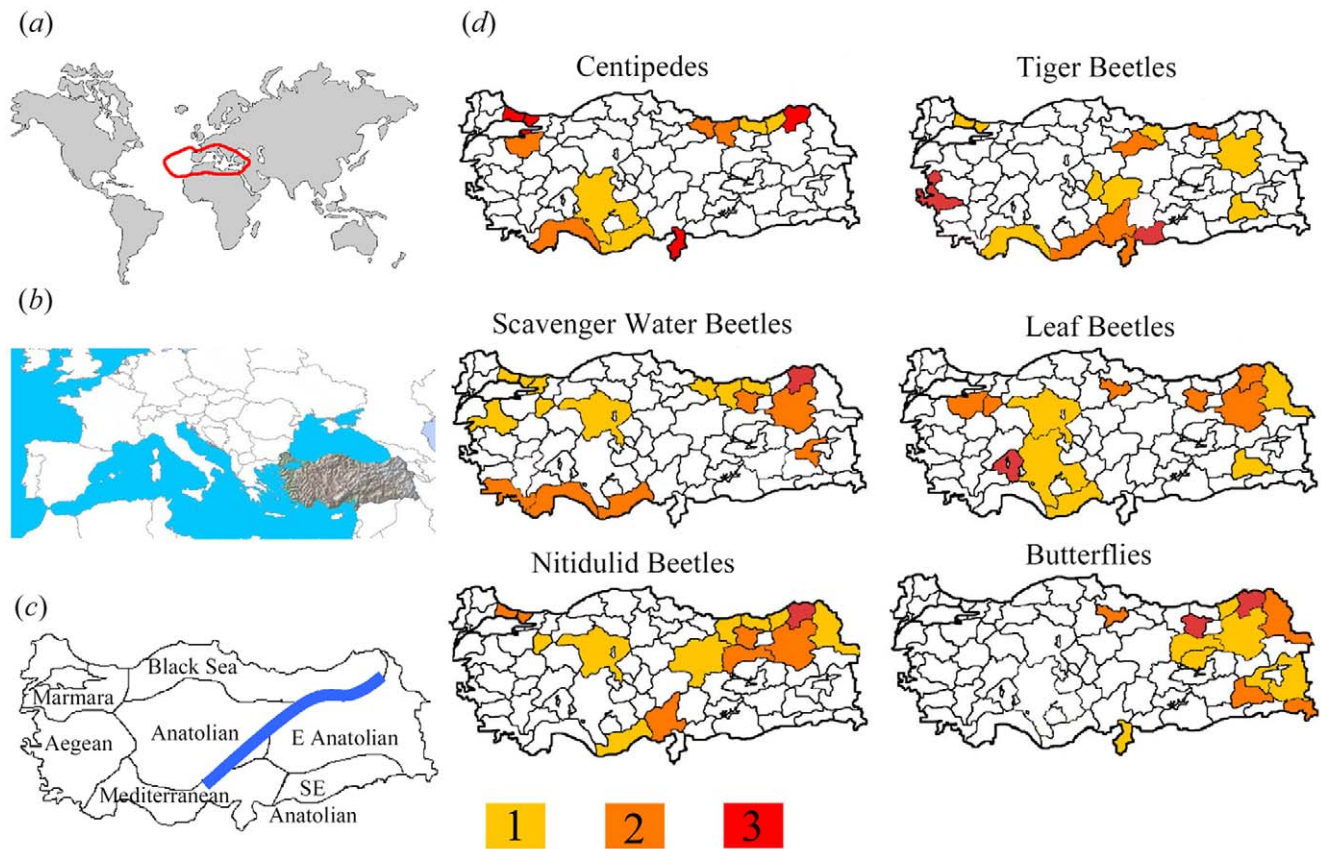 (a)
(d)
Centipedes
Tiger Beetles
(b)
Scavenger Water Beetles
Leaf Beetles
Nitidulid Beetles
Butterflies
(c)
Black Sea
Marmara
Aegean
Anatolian
E Anatolian
Mediterranean
SE
Anatolian
1
2
3